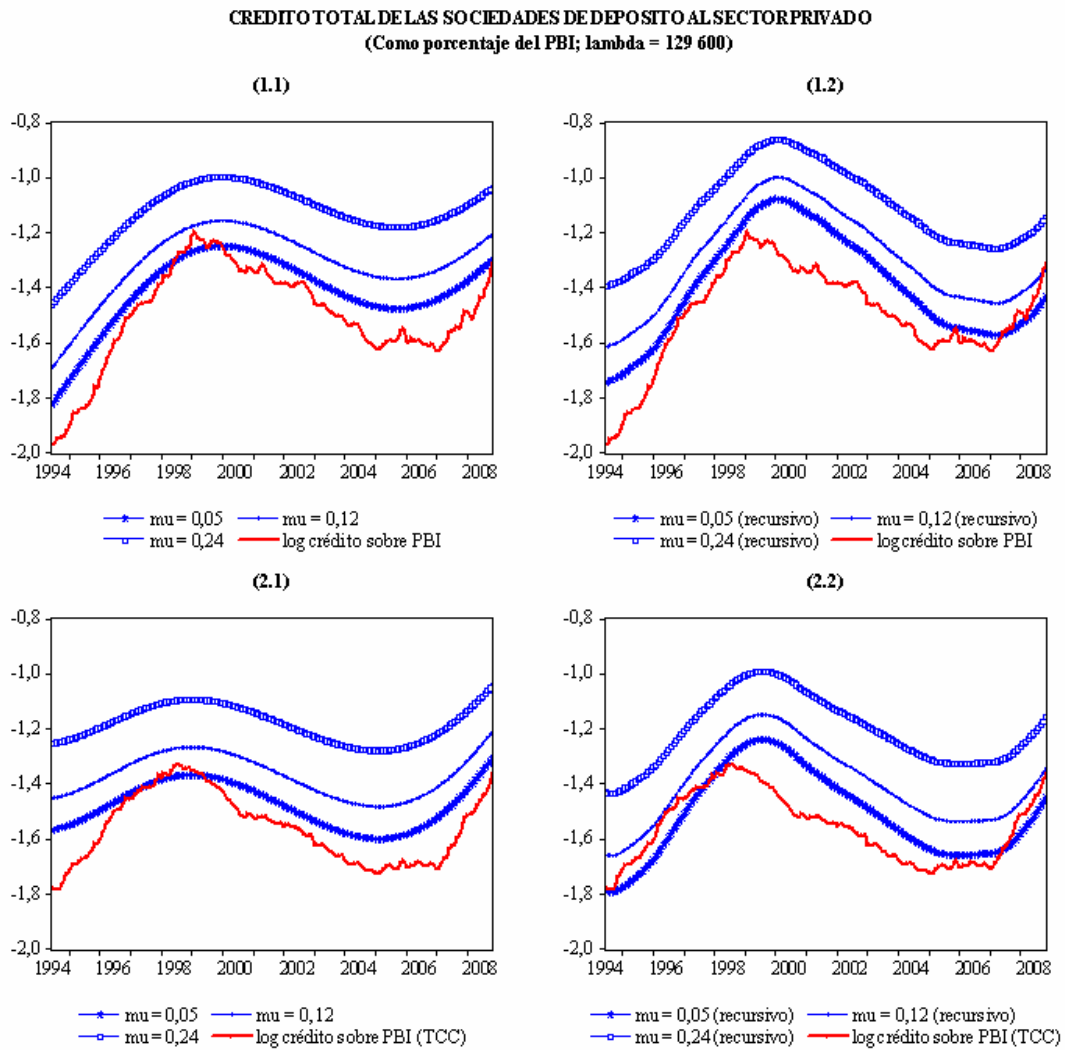 CREDITO TOTAL DE LAS SOCIEDADES DE DEPOSITO AL SECTOR PRIVADO
(Como porcentaje del PBI; lambda = 129 600)
(1.1)
-0,8
-1,0
-1,2
-1,4
-1,6
-1,8
-2,0
1994 1996 1998 2000 2002 2004 2006 2008
mu = 0,05 mu = 0,12
mu = 0,24 log crédito sobre PBI
(1.2)
-0,8
-1,0
-1,2
-1,4
-1,6
-1,8
-2,0
1994 1996 1998 2000 2002 2004 2006 2008
mu = 0,05 (recursivo) mu = 0,12 (recursivo)
mu = 0,24 (recursivo) log crédito sobre PBI
(2.1)
-0,8
-1,0
-1,2
-1,4
-1,6
-1,8
-2,0
1994 1996 1998 2000 2002 2004 2006 2008
mu = 0,05 mu = 0,12
mu = 0,24 log crédito sobre PBI (TCC)
(2.2)
-0,8
-1,0
-1,2
-1,4
-1,6
-1,8
-2,0
1994 1996 1998 2000 2002 2004 2006 2008
mu = 0,05 (recursivo) mu = 0,12 (recursivo)
mu = 0,24 (recursivo) log crédito sobre PBI (TCC)